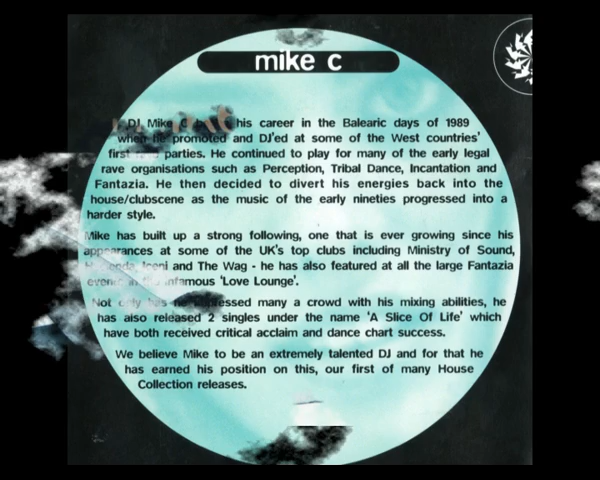 mike c
DJ Mike C his career in the Balearic days of 1989
when he promoted and DJ'ed at some of the West countries'
first parties. He continued to play for many of the early legal
rave organisations such as Perception, Tribal Dance, Incantation and
Fantazia. He then decided to divert his energies back into the
house/clubscene as the music of the early nineties progressed into a
harder style.
Mike has built up a strong following, one that is ever growing since his
appearances at some of the UK's top clubs including Ministry of Sound,
and The Wag - he has also featured at all the large Fantazia
events in the infamous 'Love Lounge'.
Not only has he impressed many a crowd with his mixing abilities, he
has also released 2 singles under the name 'A Slice Of Life' which
have both received critical acclaim and dance chart success.
We believe Mike to be an extremely talented DJ and for that he
has earned his position on this, our first of many House
Collection releases.